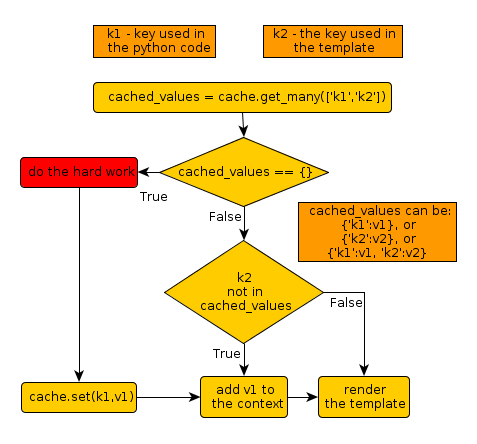 k1 - key used in
the python code
k2 - the key used in
the template
cached_values = cache.get_many(['k1','k2'])
do the hard work
cached_values == {}
True
False
cached_values can be:
{'k1':v1}, or
{'k2':v2}, or
{'k1':v1, 'k2':v2}
k2
not in
cached_values
False
True
cache.set(k1,v1)
add v1 to
the context
render
the template